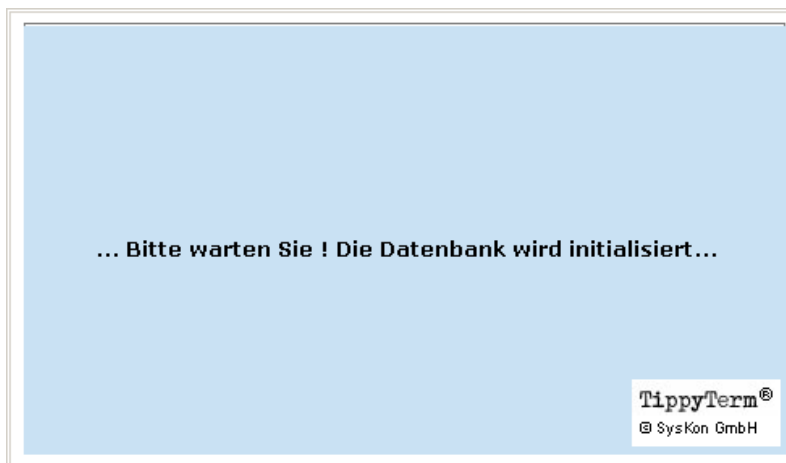 ... Bitte warten Sie ! Die Datenbank wird initialisiert...
TippyTerm®
© SysKon GmbH